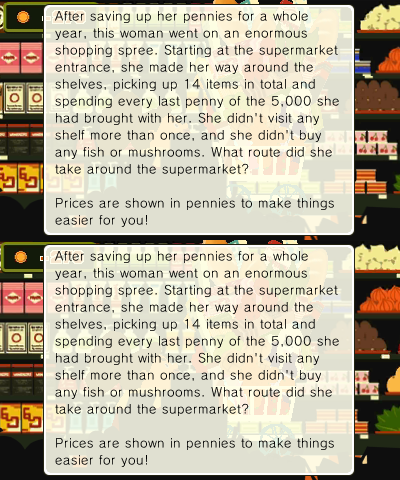 After saving up her pennies for a whole
year, this woman went on an enormous
shopping spree. Starting at the supermarket
entrance, she made her way around the
shelves, picking up 14 items in total and
spending every last penny of the 5,000 she
had brought with her. She didn't visit any
shelf more than once, and she didn't buy
any fish or mushrooms. What route did she
take around the supermarket?
Prices are shown in pennies to make things
easier for you!
After saving up her pennies for a whole
year, this woman went on an enormous
shopping spree. Starting at the supermarket
entrance, she made her way around the
shelves, picking up 14 items in total and
spending every last penny of the 5,000 she
had brought with her. She didn't visit any
shelf more than once, and she didn't buy
any fish or mushrooms. What route did she
take around the supermarket?
Prices are shown in pennies to make things
easier for you!